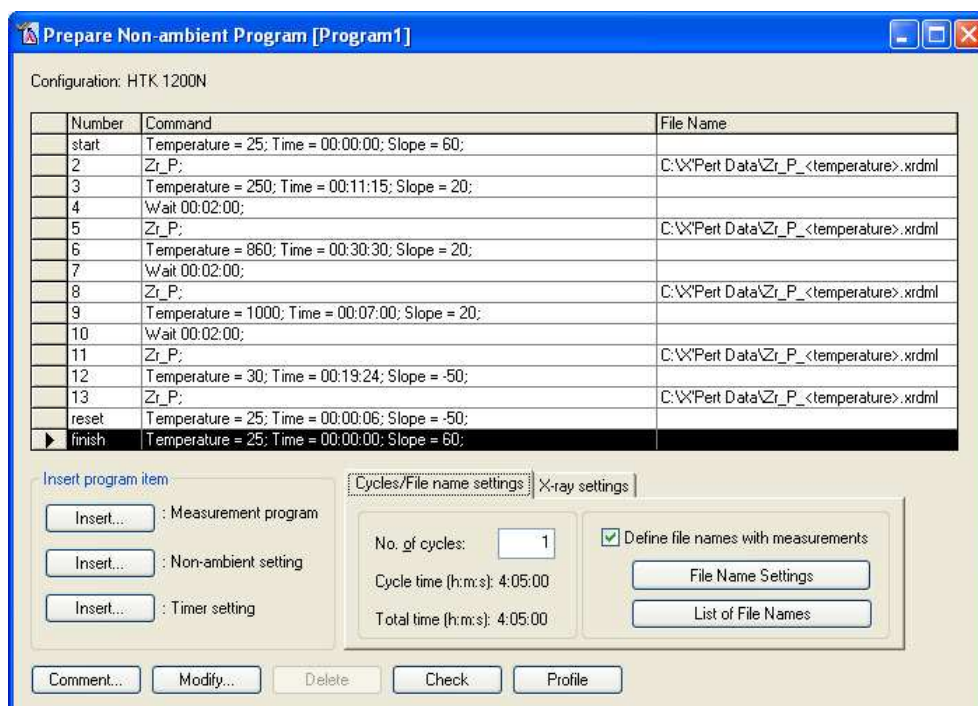 Prepare Non-ambient Program [Program1]
Configuration: HTK 1200N
Number Command File Name
start Temperature = 25; Time = 00:00:00; Slope = 60;
2 Zr_P; C:\X'Pert Data\Zr_P_<temperature>.xrdml
3 Temperature = 250; Time = 00:11:15; Slope = 20;
4 Wait 00:02:00;
5 Zr_P; C:\X'Pert Data\Zr_P_<temperature>.xrdml
6 Temperature = 860; Time = 00:30:30; Slope = 20;
7 Wait 00:02:00;
8 Zr_P; C:\X'Pert Data\Zr_P_<temperature>.xrdml
9 Temperature = 1000; Time = 00:07:00; Slope = 20;
10 Wait 00:02:00;
11 Zr_P; C:\X'Pert Data\Zr_P_<temperature>.xrdml
12 Temperature = 30; Time = 00:19:24; Slope = -50;
13 Zr_P; C:\X'Pert Data\Zr_P_<temperature>.xrdml
reset Temperature = 25; Time = 00:00:06; Slope = -50;
finish Temperature = 25; Time = 00:00:00; Slope = 60;
Insert program item
Insert... : Measurement program
Insert... : Non-ambient setting
Insert... : Timer setting
Cycles/File name settings X-ray settings
No. of cycles: 1
Cycle time (h:m:s): 4:05:00
Total time (h:m:s): 4:05:00
Define file names with measurements
File Name Settings
List of File Names
Comment... Modify... Delete Check Profile